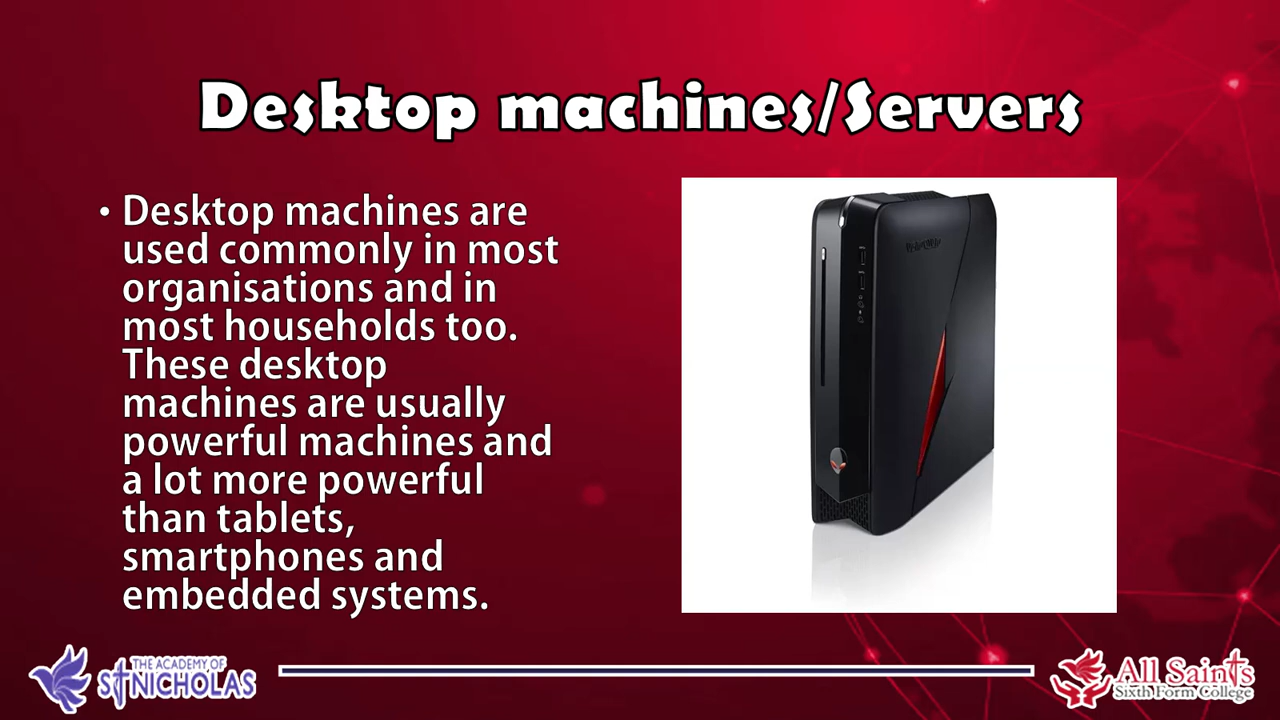 Desktop machines/Servers
• Desktop machines are
used commonly in most
organisations and in
most households too.
These desktop
machines are usually
powerful machines and
a lot more powerful
than tablets,
smartphones and
embedded systems.
THE ACADEMY OF
ST NICHOLAS
All Saints
Sixth Form College